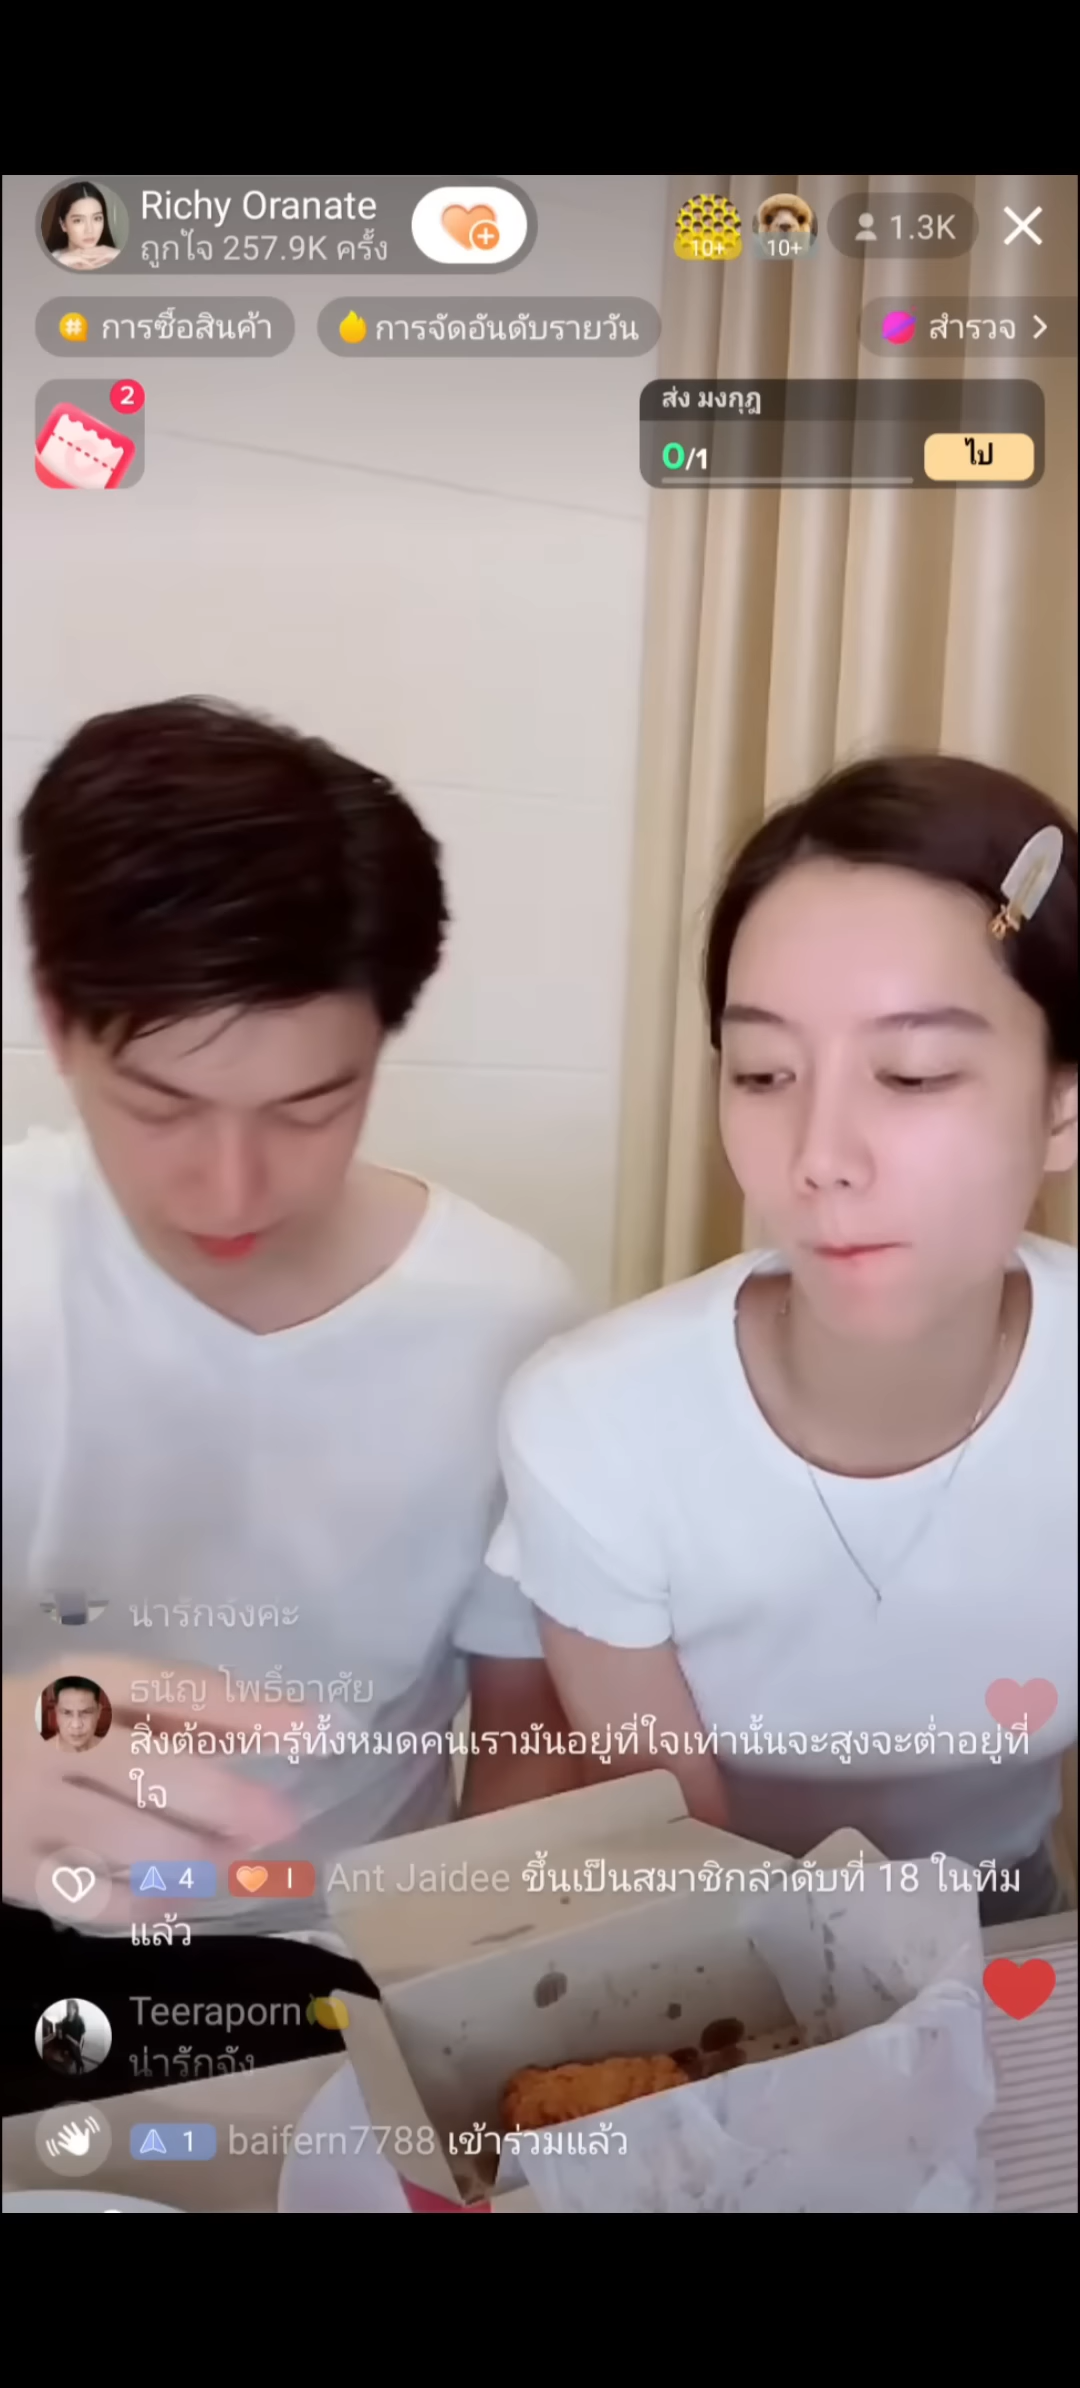 Richy Oranate
ถูกใจ 257.9K ครั้ง
10+
10+
1.3K
การซื้อสินค้า
การจัดอันดับรายวัน
สำรวจ
2
ส่ง มงกุฎ
0/1
ไป
น่ารักจังค่ะ
ธนัญ โพธิ์อาศัย
สิ่งต้องทำรู้ทั้งหมดคนเรามันอยู่ที่ใจเท่านั้นจะสูงจะต่ำอยู่ที่
ใจ
4 I Ant Jaidee ขึ้นเป็นสมาชิกลำดับที่ 18 ในทีม
แล้ว
Teeraporn🍋
น่ารักจัง
1 baifern7788 เข้าร่วมแล้ว